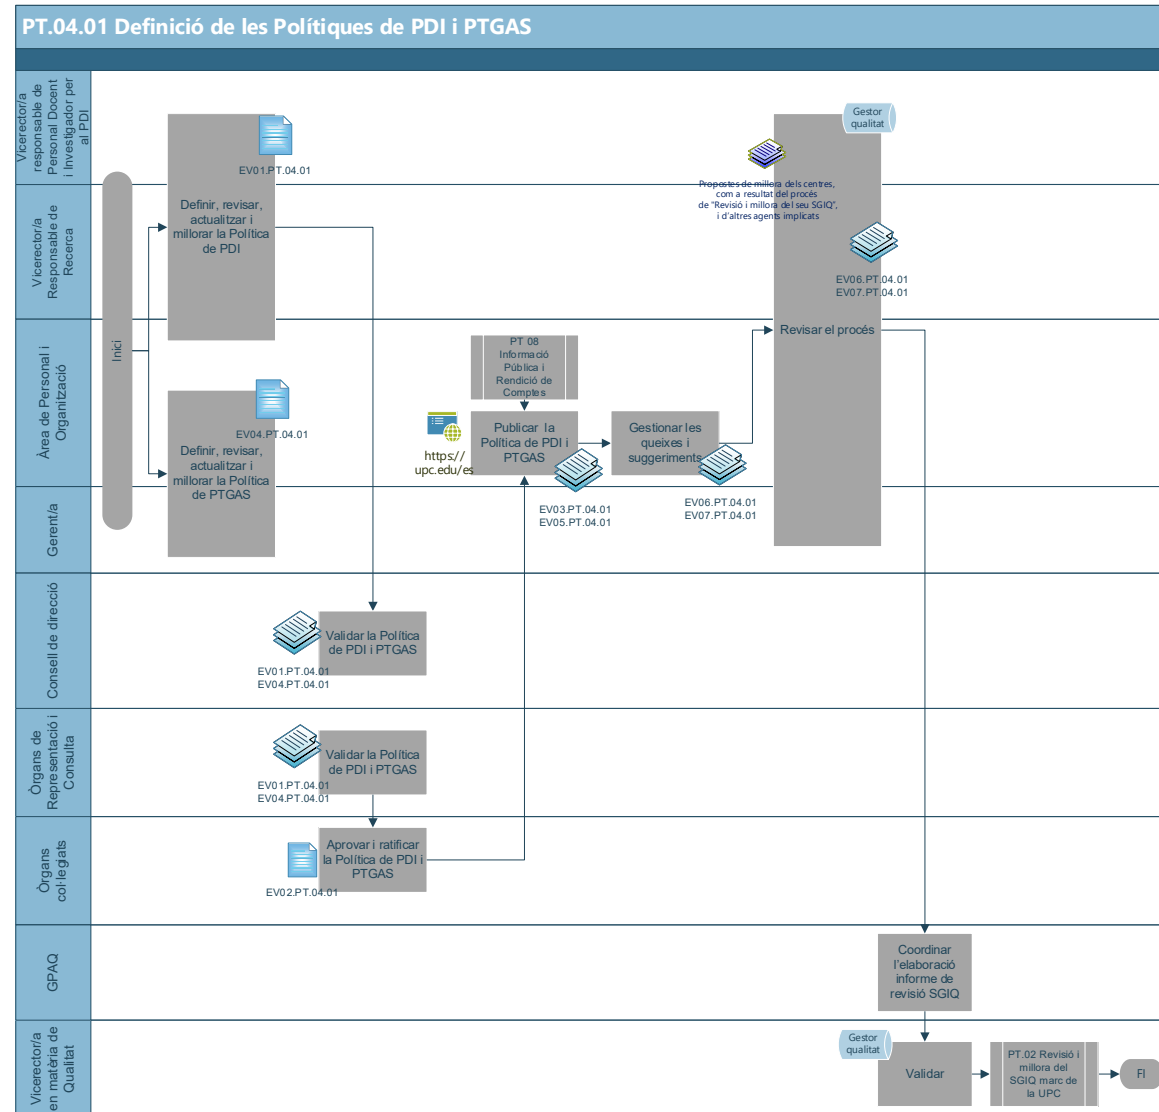 PT.04.01 Definició de les Polítiques de PDI i PTGAS
Vicerector/a
responsable de
Personal Docent
i Investigador per
al PDI
Vicerector/a
Responsable de
Recerca
Àrea de Personal i
Organització
Gerent/a
Consell de direcció
Òrgans de
Representació i
Consulta
Òrgans
col·legiats
GPAQ
Vicerector/a
en matèria de
Qualitat
Inici
EV01.PT.04.01
Definir, revisar,
actualitzar i
millorar la Política
de PDI
EV04.PT.04.01
Definir, revisar,
actualitzar i
millorar la Política
de PTGAS
PT 08
Informació
Pública i
Rendició de
Comptes
https://
upc.edu/es
Publicar la
Política de PDI i
PTGAS
EV03.PT.04.01
EV05.PT.04.01
Gestionar les
queixes i
suggeriments
EV06.PT.04.01
EV07.PT.04.01
Gestor
qualitat
Propostes de millora dels centres,
com a resultat del procés
de "Revisió i millora del seu SGIQ",
i d'altres agents implicats
EV06.PT.04.01
EV07.PT.04.01
Revisar el procés
Validar la Política
de PDI i PTGAS
EV01.PT.04.01
EV04.PT.04.01
Validar la Política
de PDI i PTGAS
EV01.PT.04.01
EV04.PT.04.01
Aprovar i ratificar
la Política de PDI i
PTGAS
EV02.PT.04.01
Coordinar
l'elaboració
informe de
revisió SGIQ
Gestor
qualitat
Validar
PT.02 Revisió i
millora del
SGIQ marc de
la UPC
FI